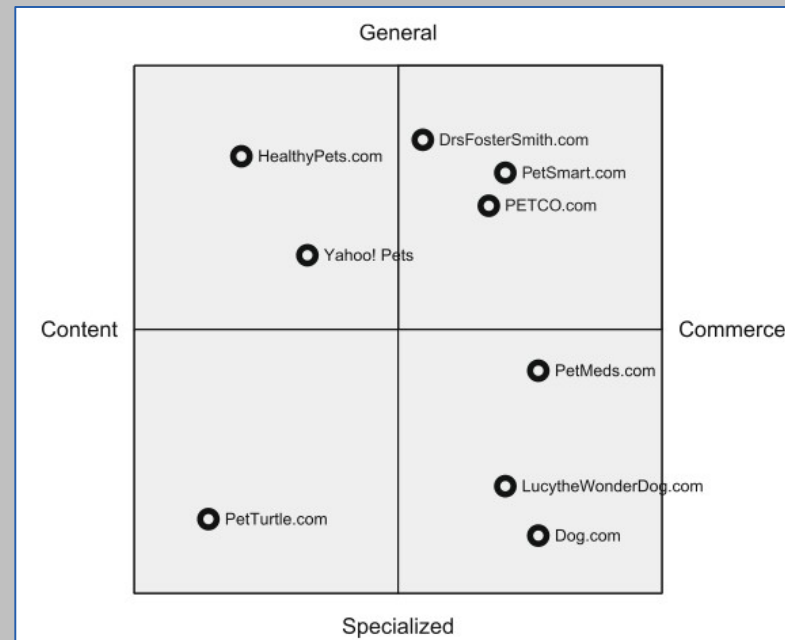 General
DrsFosterSmith.com
HealthyPets.com
PetSmart.com
PETCO.com
Yahoo! Pets
Content
Commerce
PetMeds.com
LucytheWonderDog.com
PetTurtle.com
Dog.com
Specialized